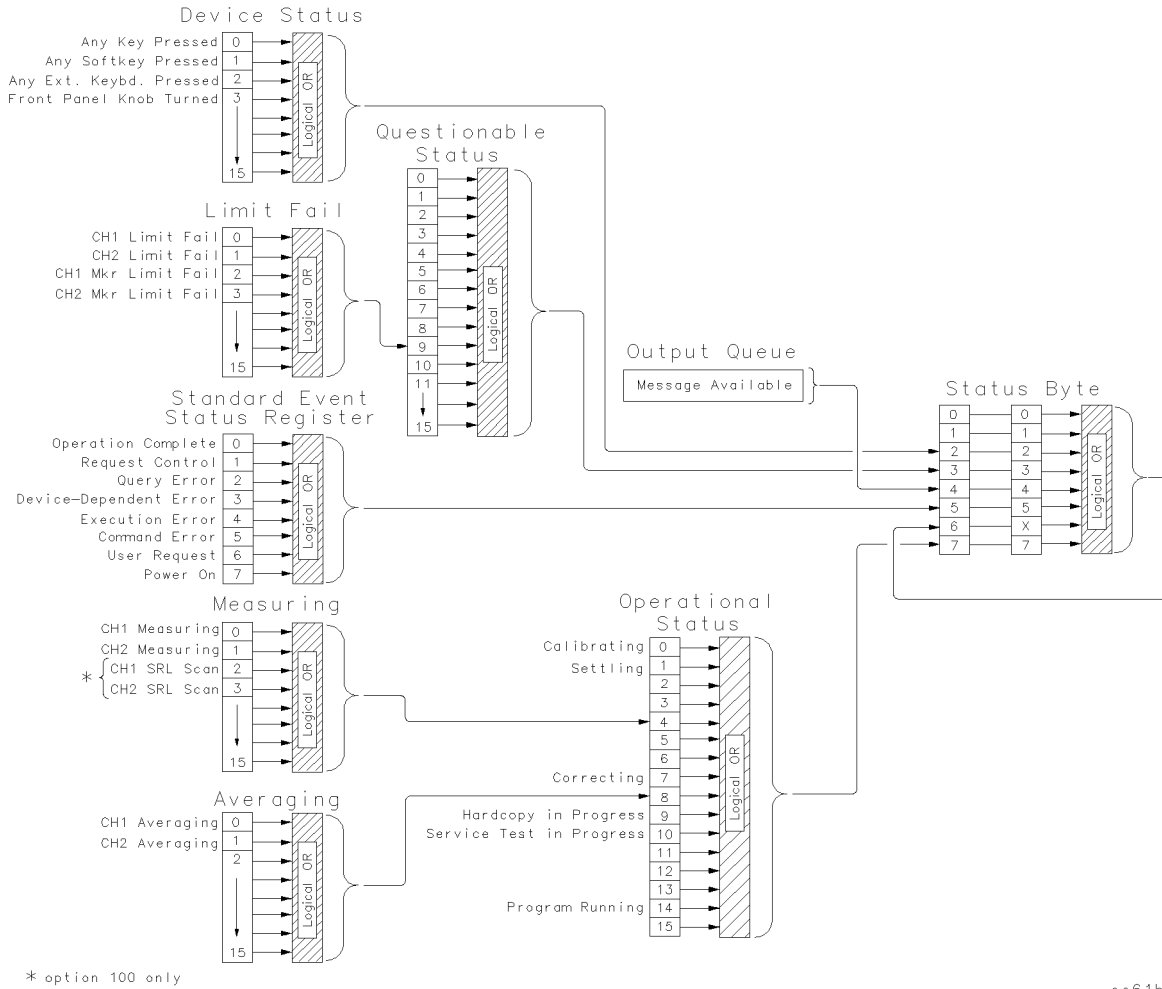 Device Status
Any Key Pressed 0
Any Softkey Pressed 1
Any Ext. Keybd. Pressed 2
Front Panel Knob Turned 3
15
Logical OR
Limit Fail
CH1 Limit Fail 0
CH2 Limit Fail 1
CH1 Mkr Limit Fail 2
CH2 Mkr Limit Fail 3
15
Logical OR
Questionable
Status
0
1
2
3
4
5
6
7
8
9
10
11
15
Logical OR
Standard Event
Status Register
Operation Complete 0
Request Control 1
Query Error 2
Device-Dependent Error 3
Execution Error 4
Command Error 5
User Request 6
Power On 7
Logical OR
Output Queue
Message Available
Status Byte
0 0
1 1
2 2
3 3
4 4
5 5
6 X
7 7
Logical OR
Measuring
CH1 Measuring 0
CH2 Measuring 1
* CH1 SRL Scan 2
CH2 SRL Scan 3
15
Logical OR
Averaging
CH1 Averaging 0
CH2 Averaging 1
2
15
Logical OR
Operational
Status
Calibrating 0
Settling 1
2
3
4
5
6
Correcting 7
8
Hardcopy in Progress 9
Service Test in Progress 10
11
12
13
Program Running 14
15
Logical OR
* option 100 only